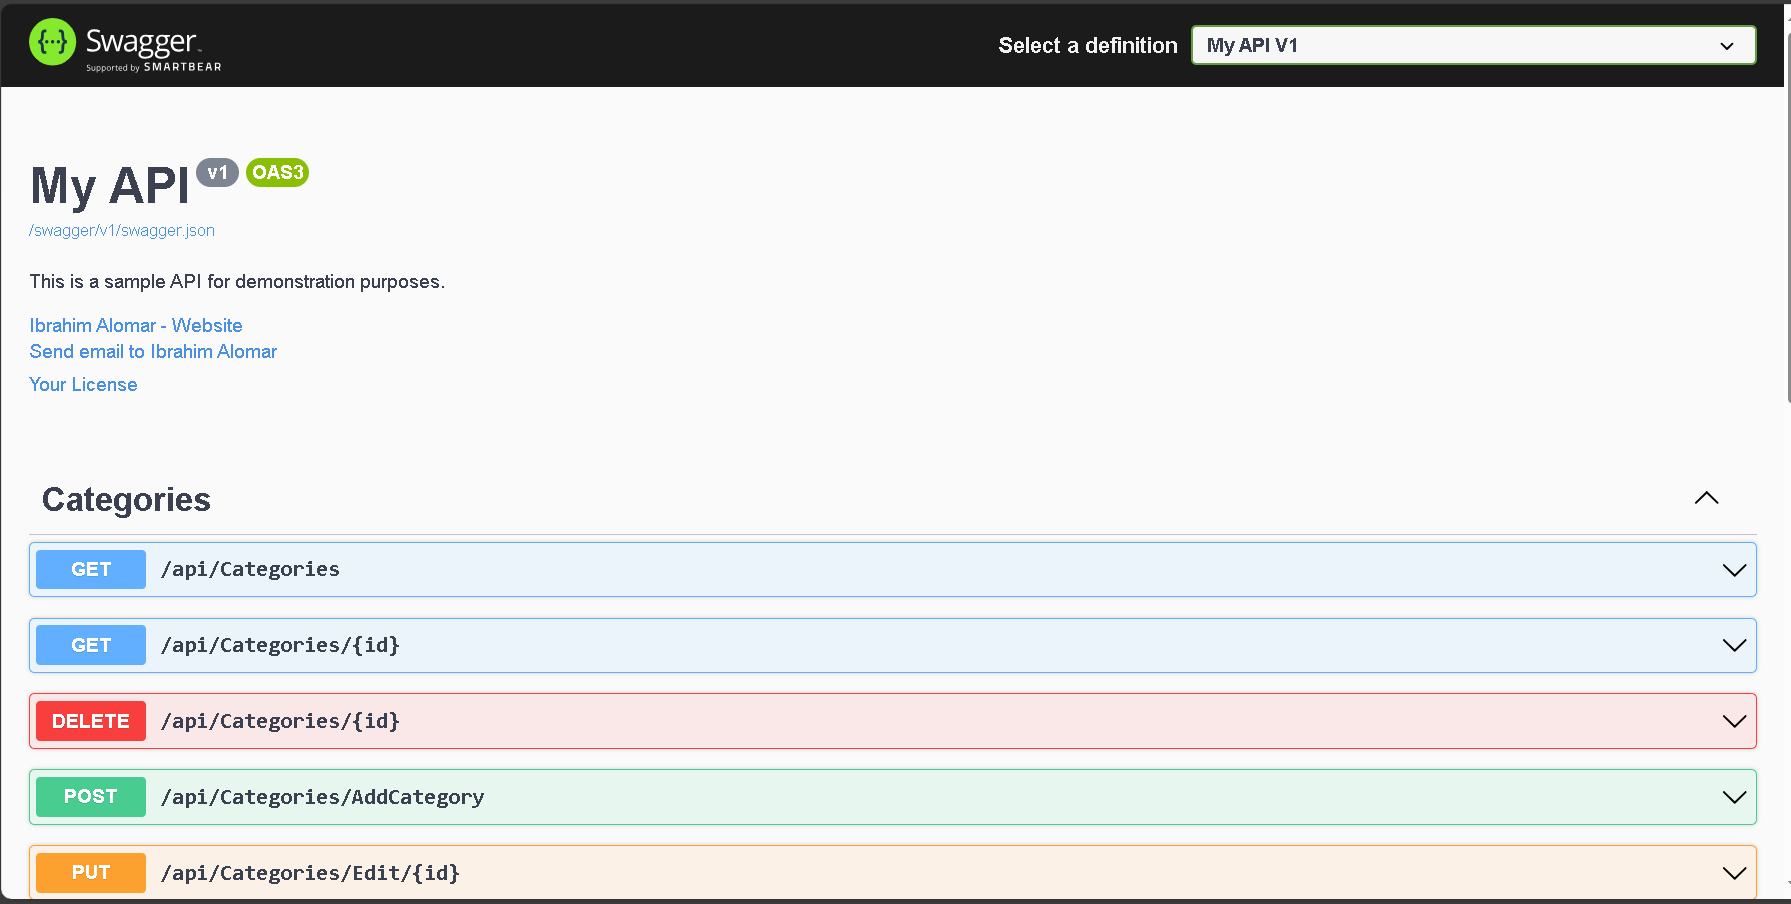 Swagger
Supported by SMARTBEAR
Select a definition
My API V1
My API v1 OAS3
/swagger/v1/swagger.json
This is a sample API for demonstration purposes.
Ibrahim Alomar - Website
Send email to Ibrahim Alomar
Your License
Categories
GET /api/Categories
GET /api/Categories/{id}
DELETE /api/Categories/{id}
POST /api/Categories/AddCategory
PUT /api/Categories/Edit/{id}